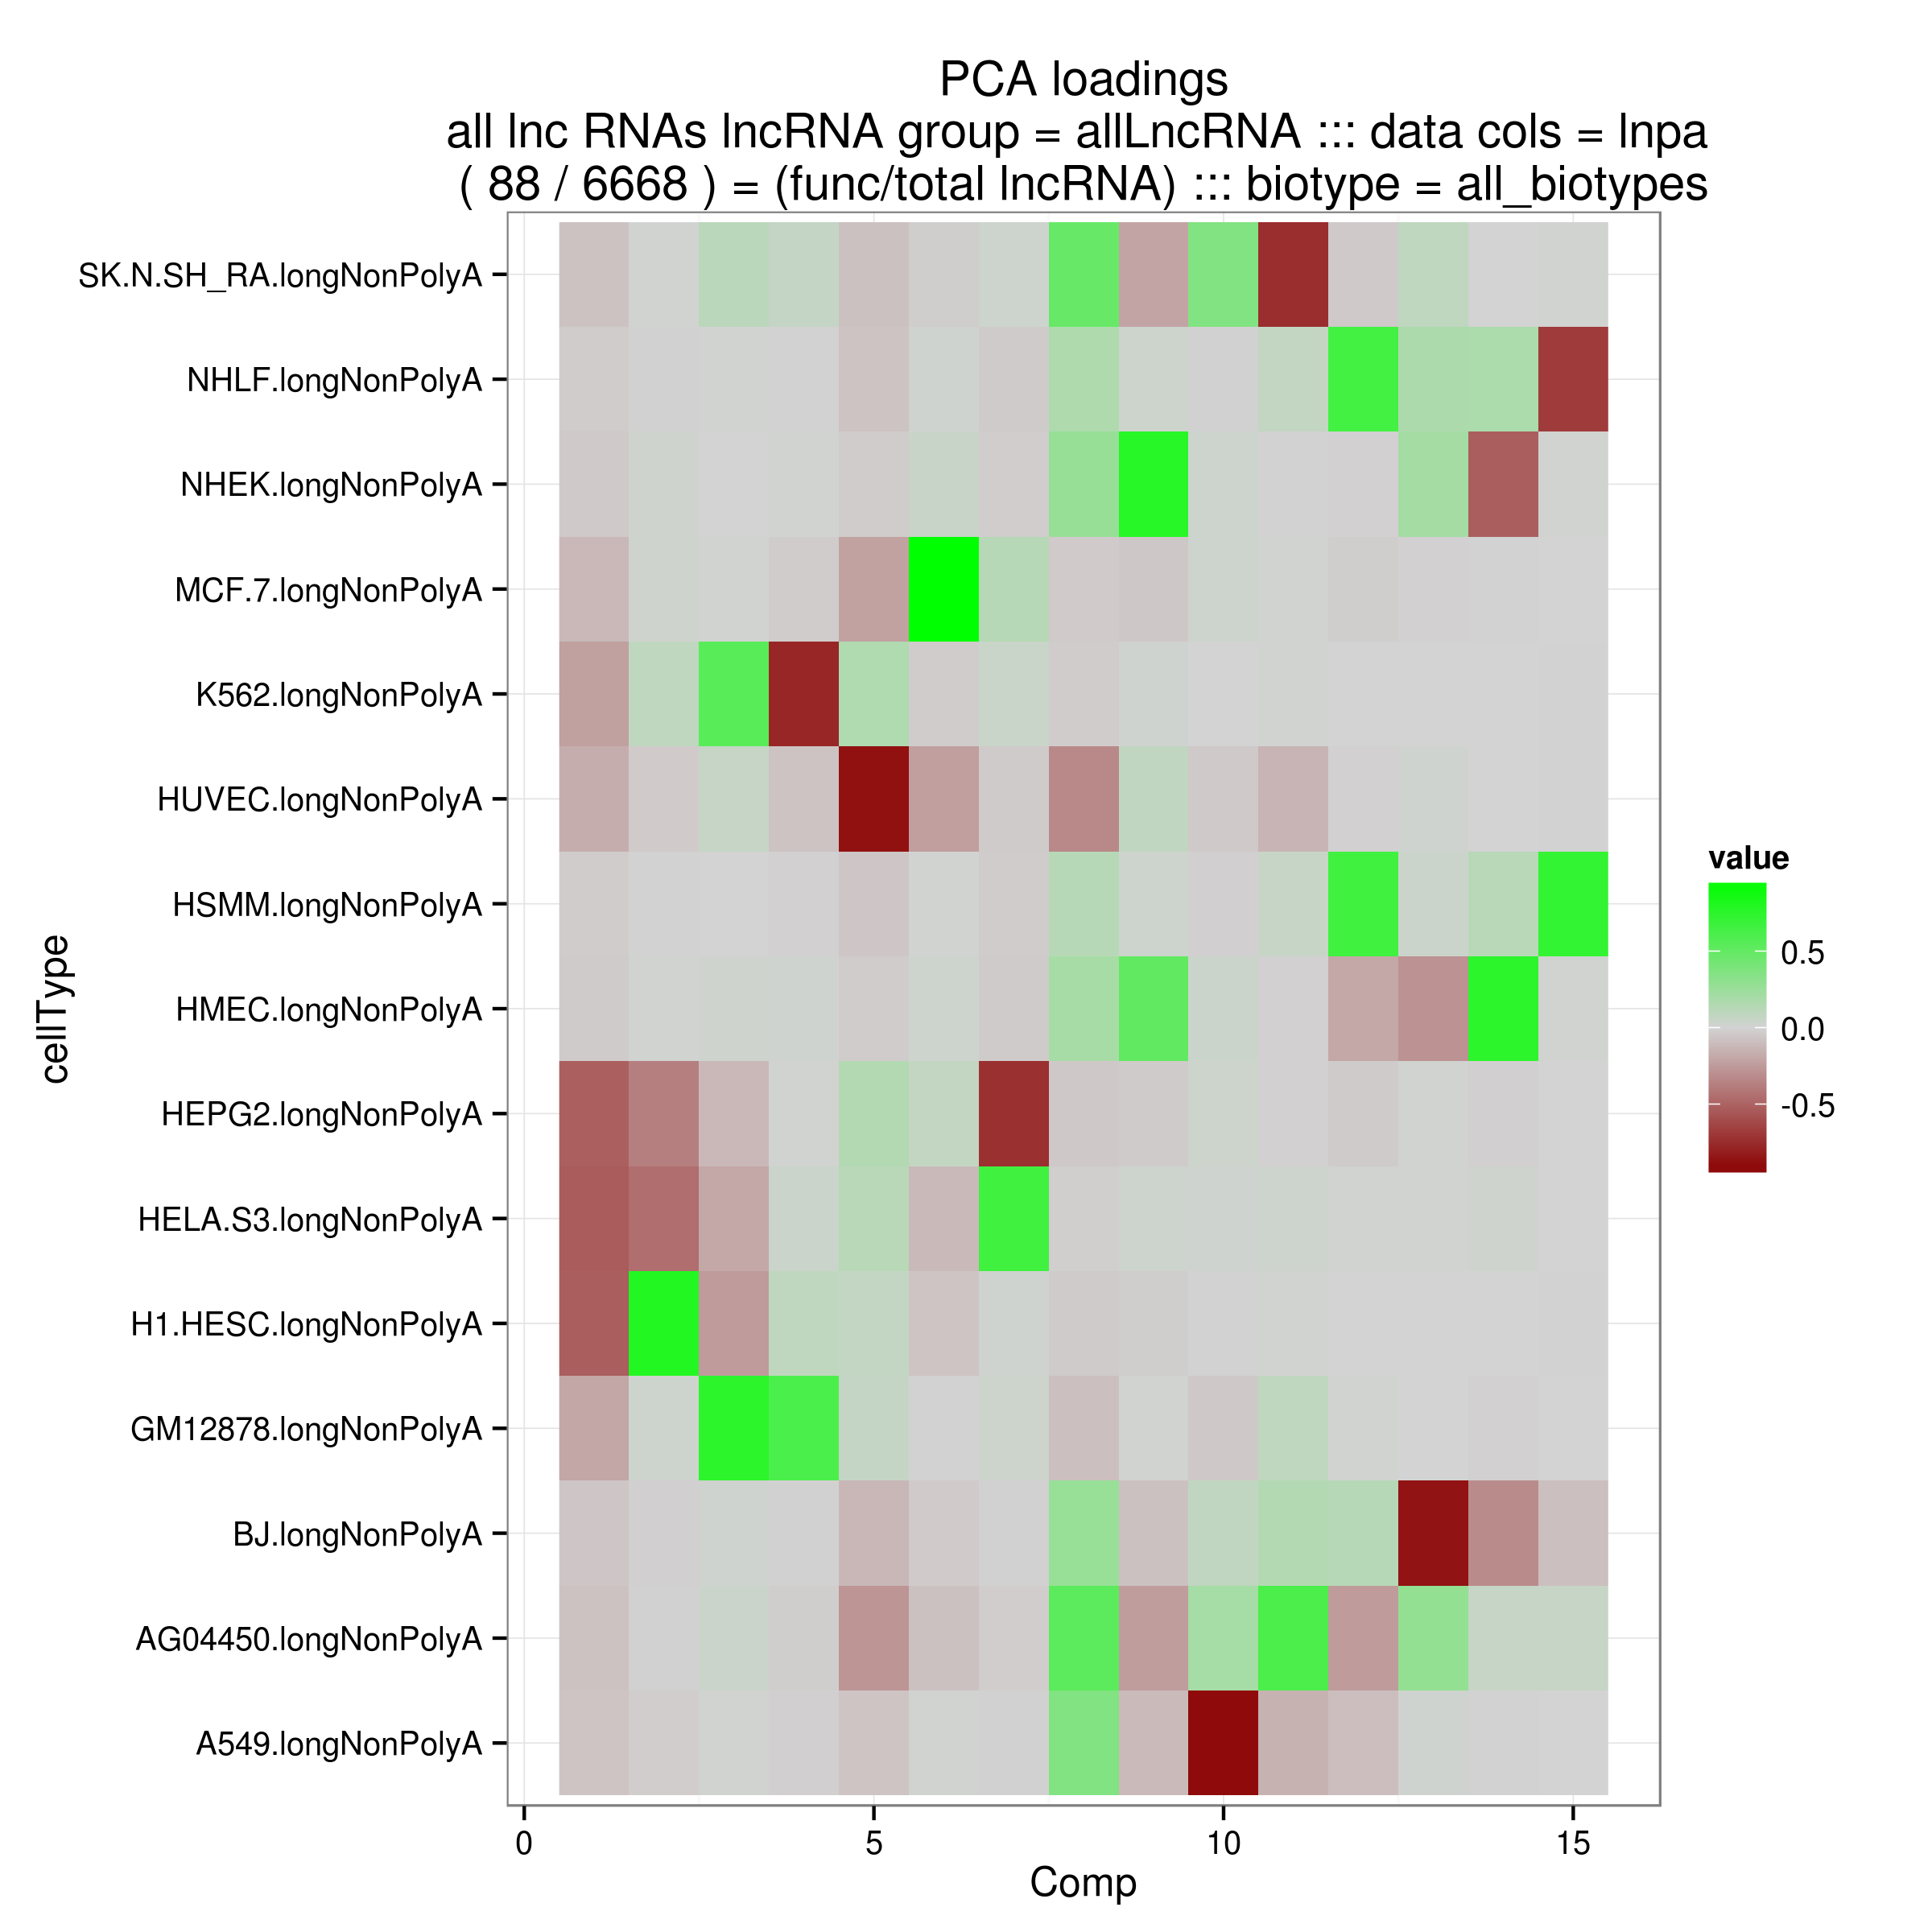 PCA loadings
all lnc RNAs lncRNA group = allLncRNA ::: data cols = lnpa
( 88 / 6668 ) = (func/total lncRNA) ::: biotype = all_biotypes
SK.N.SH_RA.longNonPolyA
NHLF.longNonPolyA
NHEK.longNonPolyA
MCF.7.longNonPolyA
K562.longNonPolyA
HUVEC.longNonPolyA
HSMM.longNonPolyA
HMEC.longNonPolyA
HEPG2.longNonPolyA
HELA.S3.longNonPolyA
H1.HESC.longNonPolyA
GM12878.longNonPolyA
BJ.longNonPolyA
AG04450.longNonPolyA
A549.longNonPolyA
cellType
0 5 10 15
Comp
value
0.5
0.0
-0.5